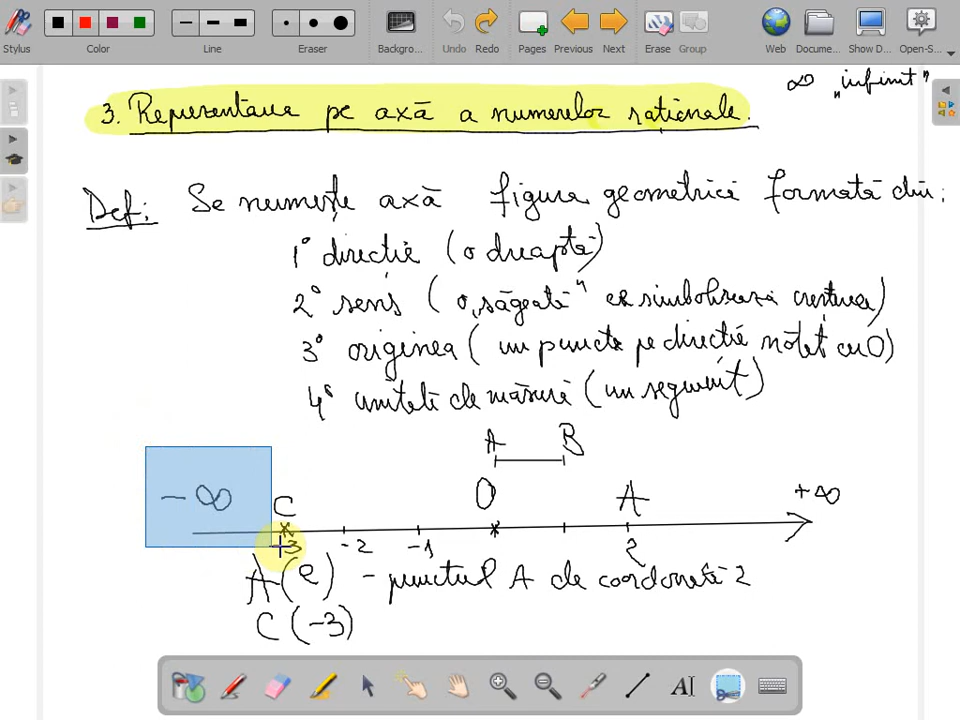 Stylus Color Line Eraser Backgro... Undo Redo Pages Previous Next Erase Group Web Docume... Show D... Open-S...
∞ „infinit"
3. Reprezentarea pe axă a numerelor raționale.
Def: Se numește axă figura geometrică formată din:
1° direcție (o dreaptă)
2° sens (o „săgeată" ce simbolizează creșterea)
3° originea (un punct pe direcție notat cu O)
4° unitate de măsură (un segment)
A B
-∞ C O A +∞
-3 -2 -1 2
A(2) - punctul A de coordonată 2
C(-3)